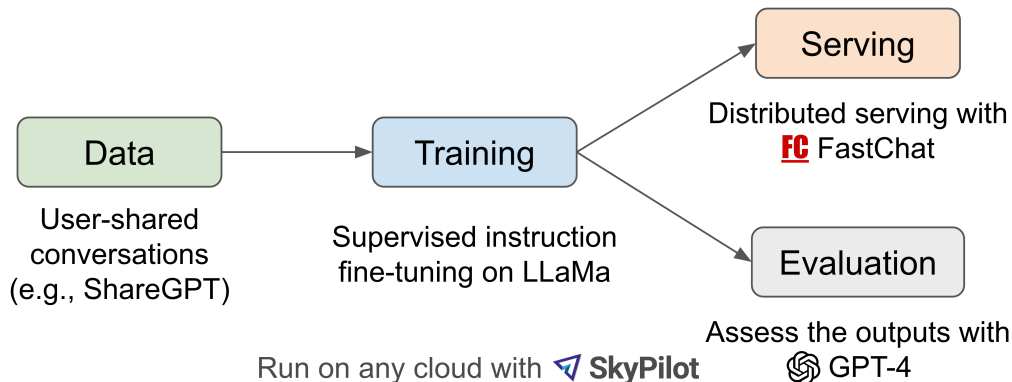 Data
User-shared
conversations
(e.g., ShareGPT)
Training
Supervised instruction
fine-tuning on LLaMa
Serving
Distributed serving with
FC FastChat
Evaluation
Assess the outputs with
GPT-4
Run on any cloud with SkyPilot